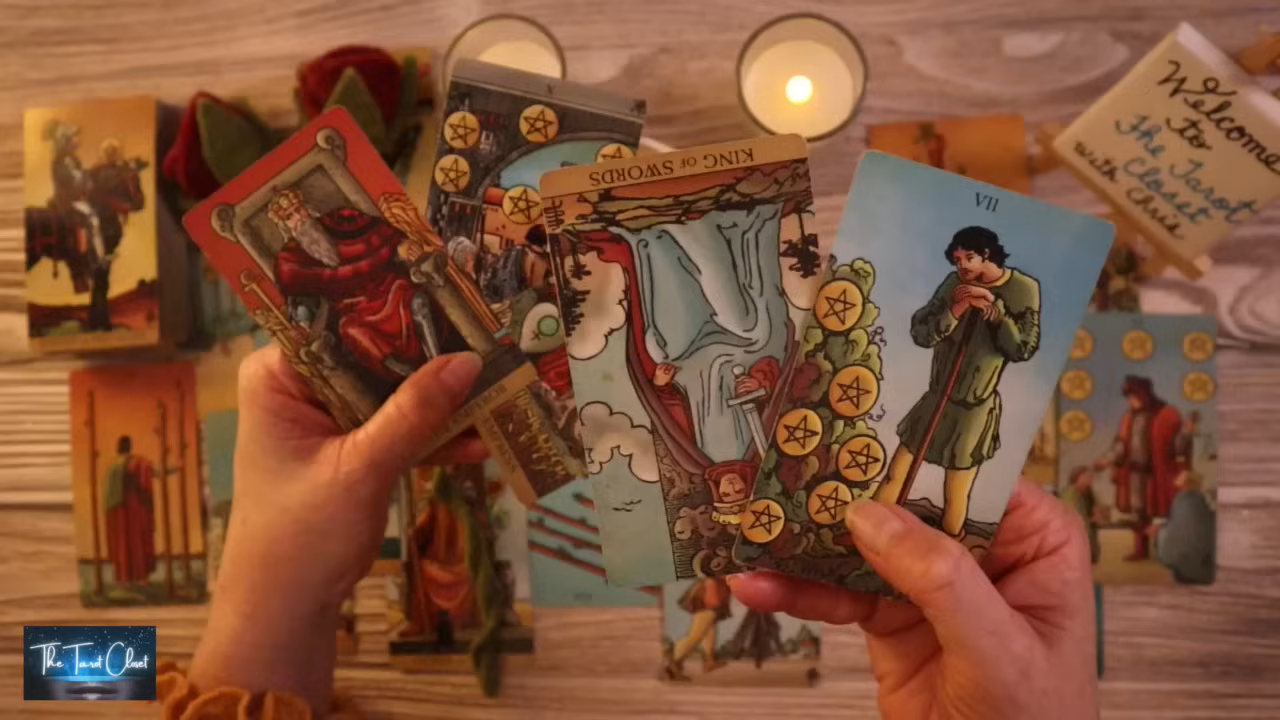 Welcome
to
The Tarot
Closet
with Chris
X
KING OF SWORDS
VII
The Tarot Closet